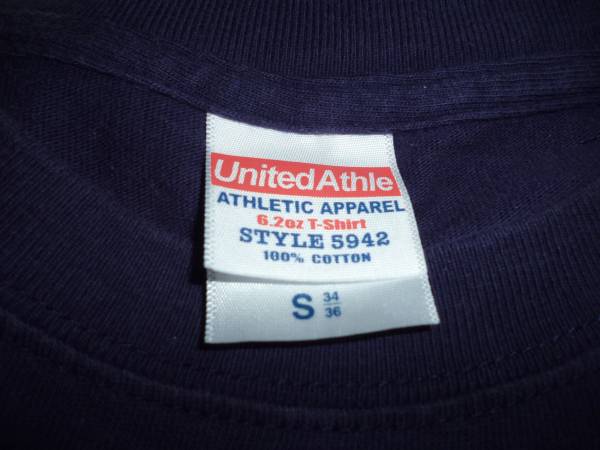 UnitedAthle
ATHLETIC APPAREL
6.2oz T-Shirt
STYLE 5942
100% COTTON
S 34/36